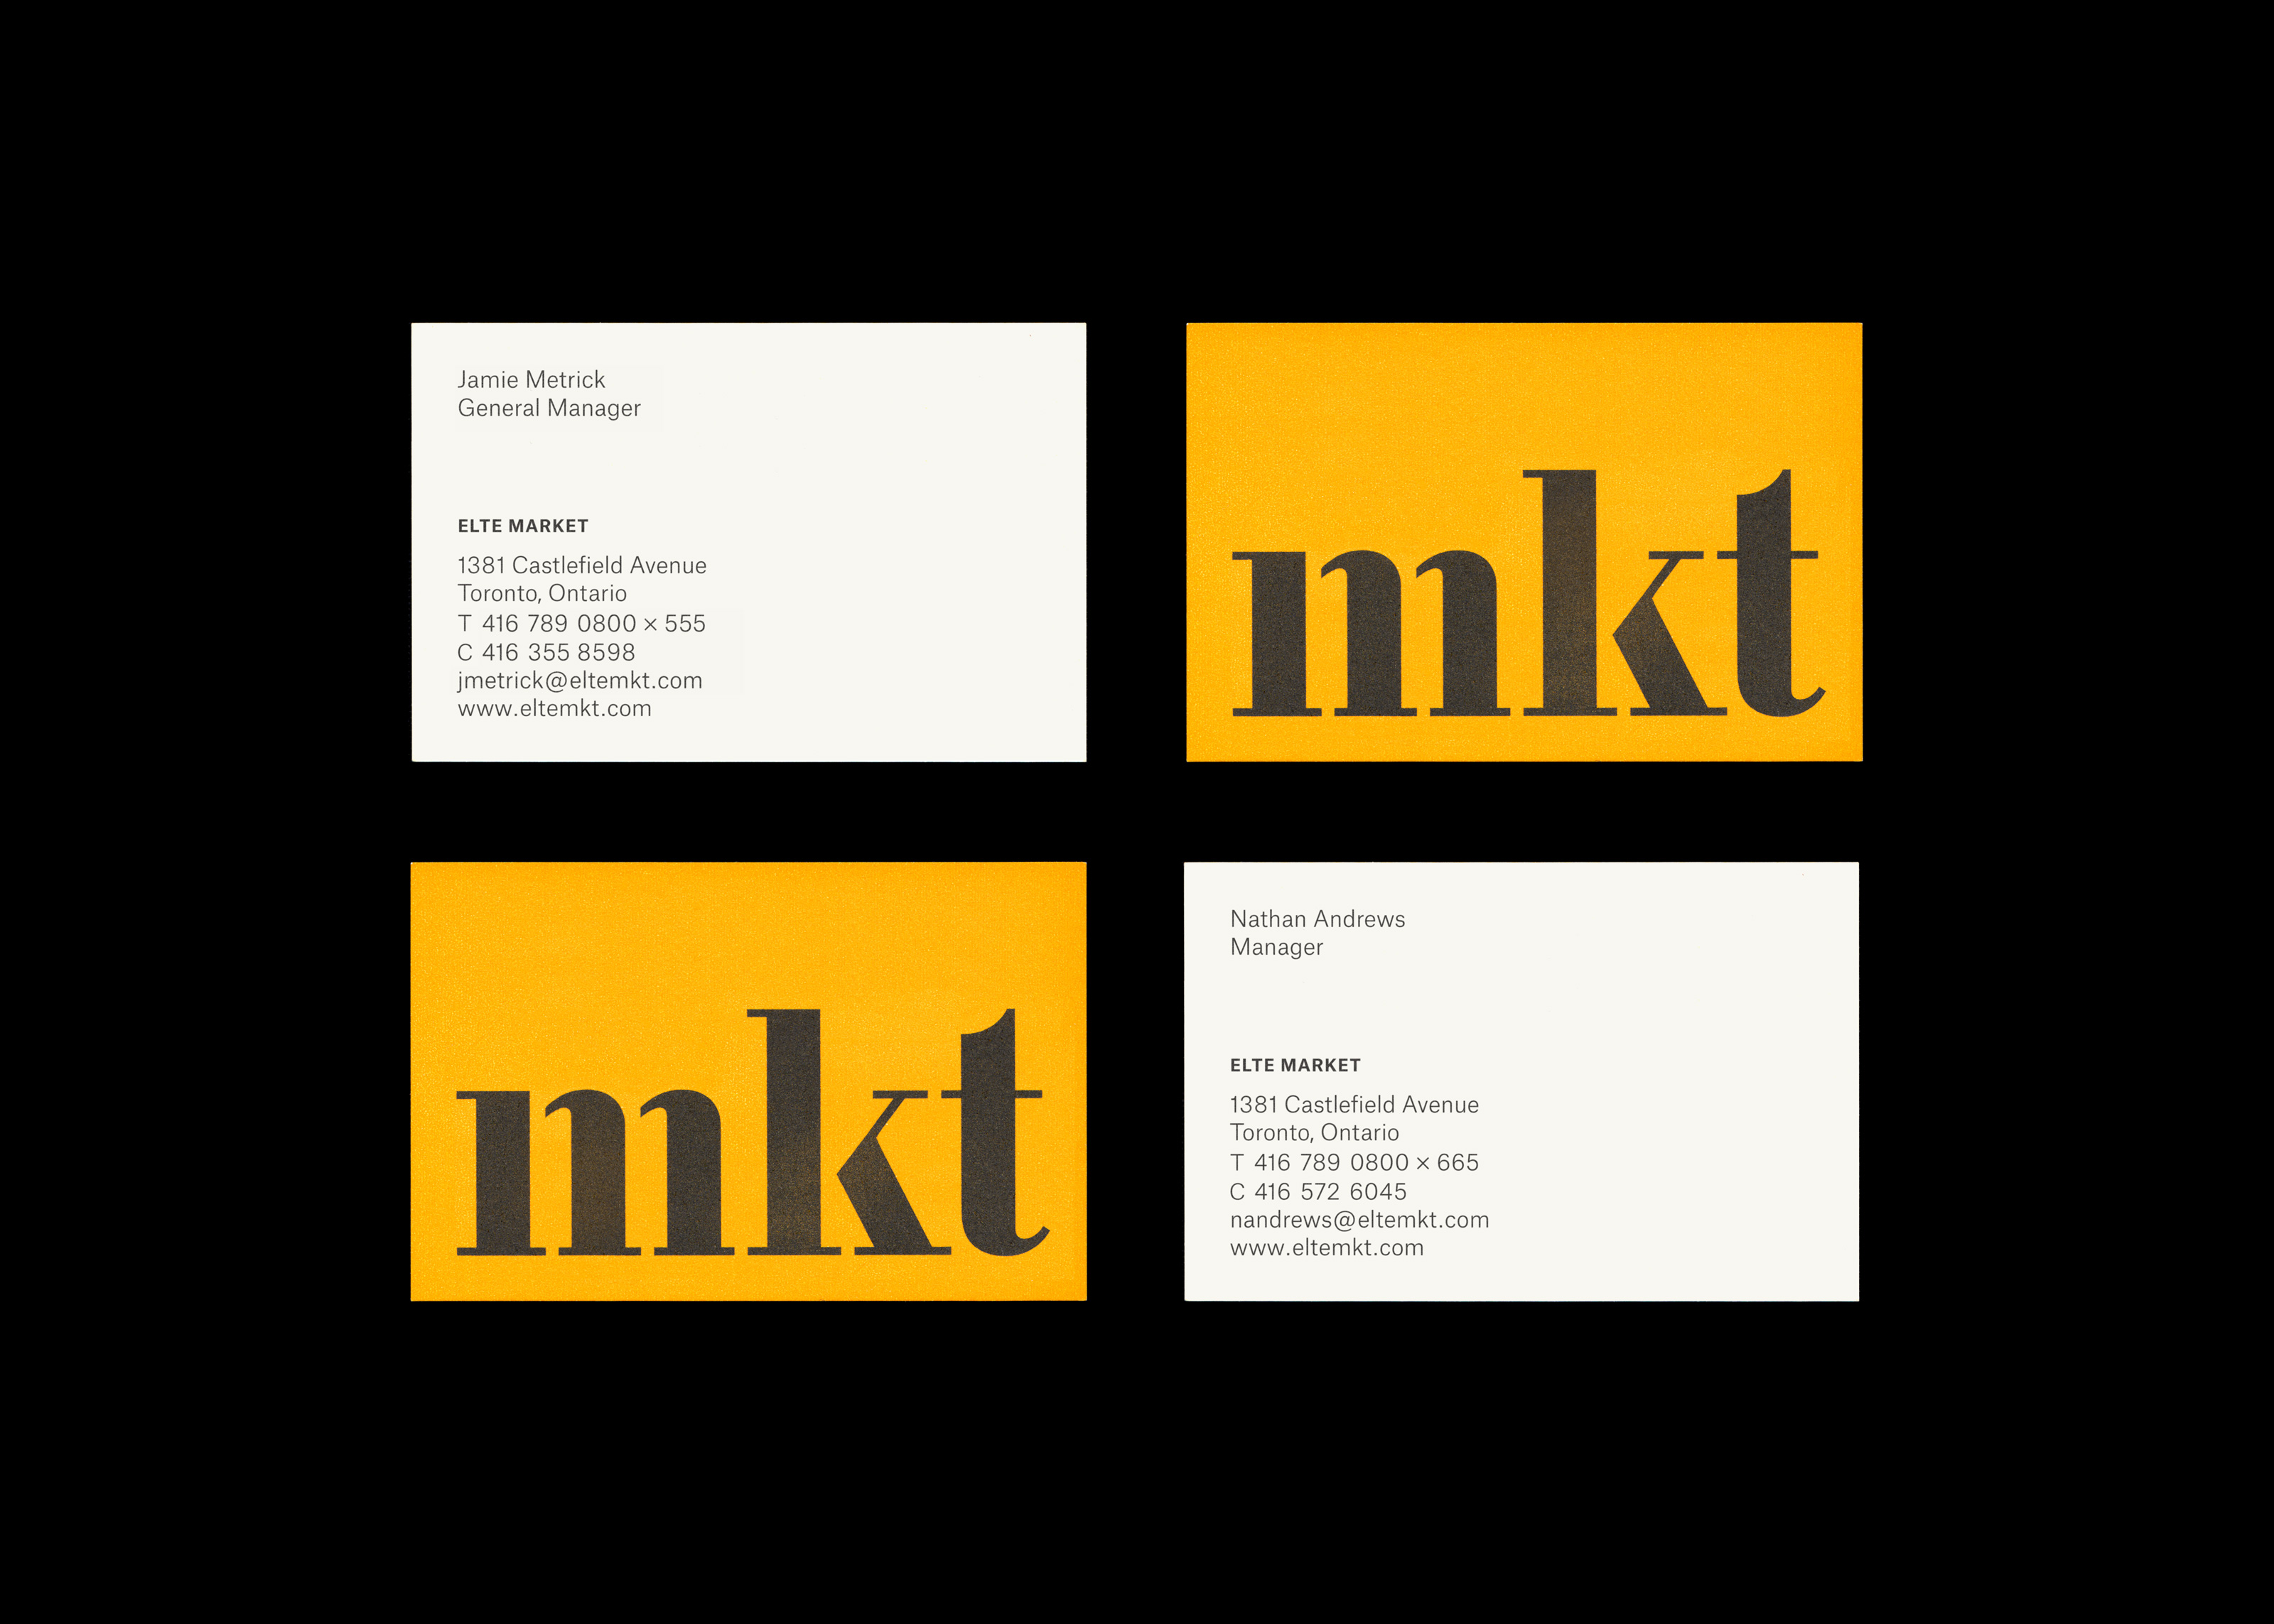 Jamie Metrick
General Manager
ELTE MARKET
1381 Castlefield Avenue
Toronto, Ontario
T 416 789 0800 × 555
C 416 355 8598
jmetrick@eltemkt.com
www.eltemkt.com
mkt
mkt
Nathan Andrews
Manager
ELTE MARKET
1381 Castlefield Avenue
Toronto, Ontario
T 416 789 0800 × 665
C 416 572 6045
nandrews@eltemkt.com
www.eltemkt.com